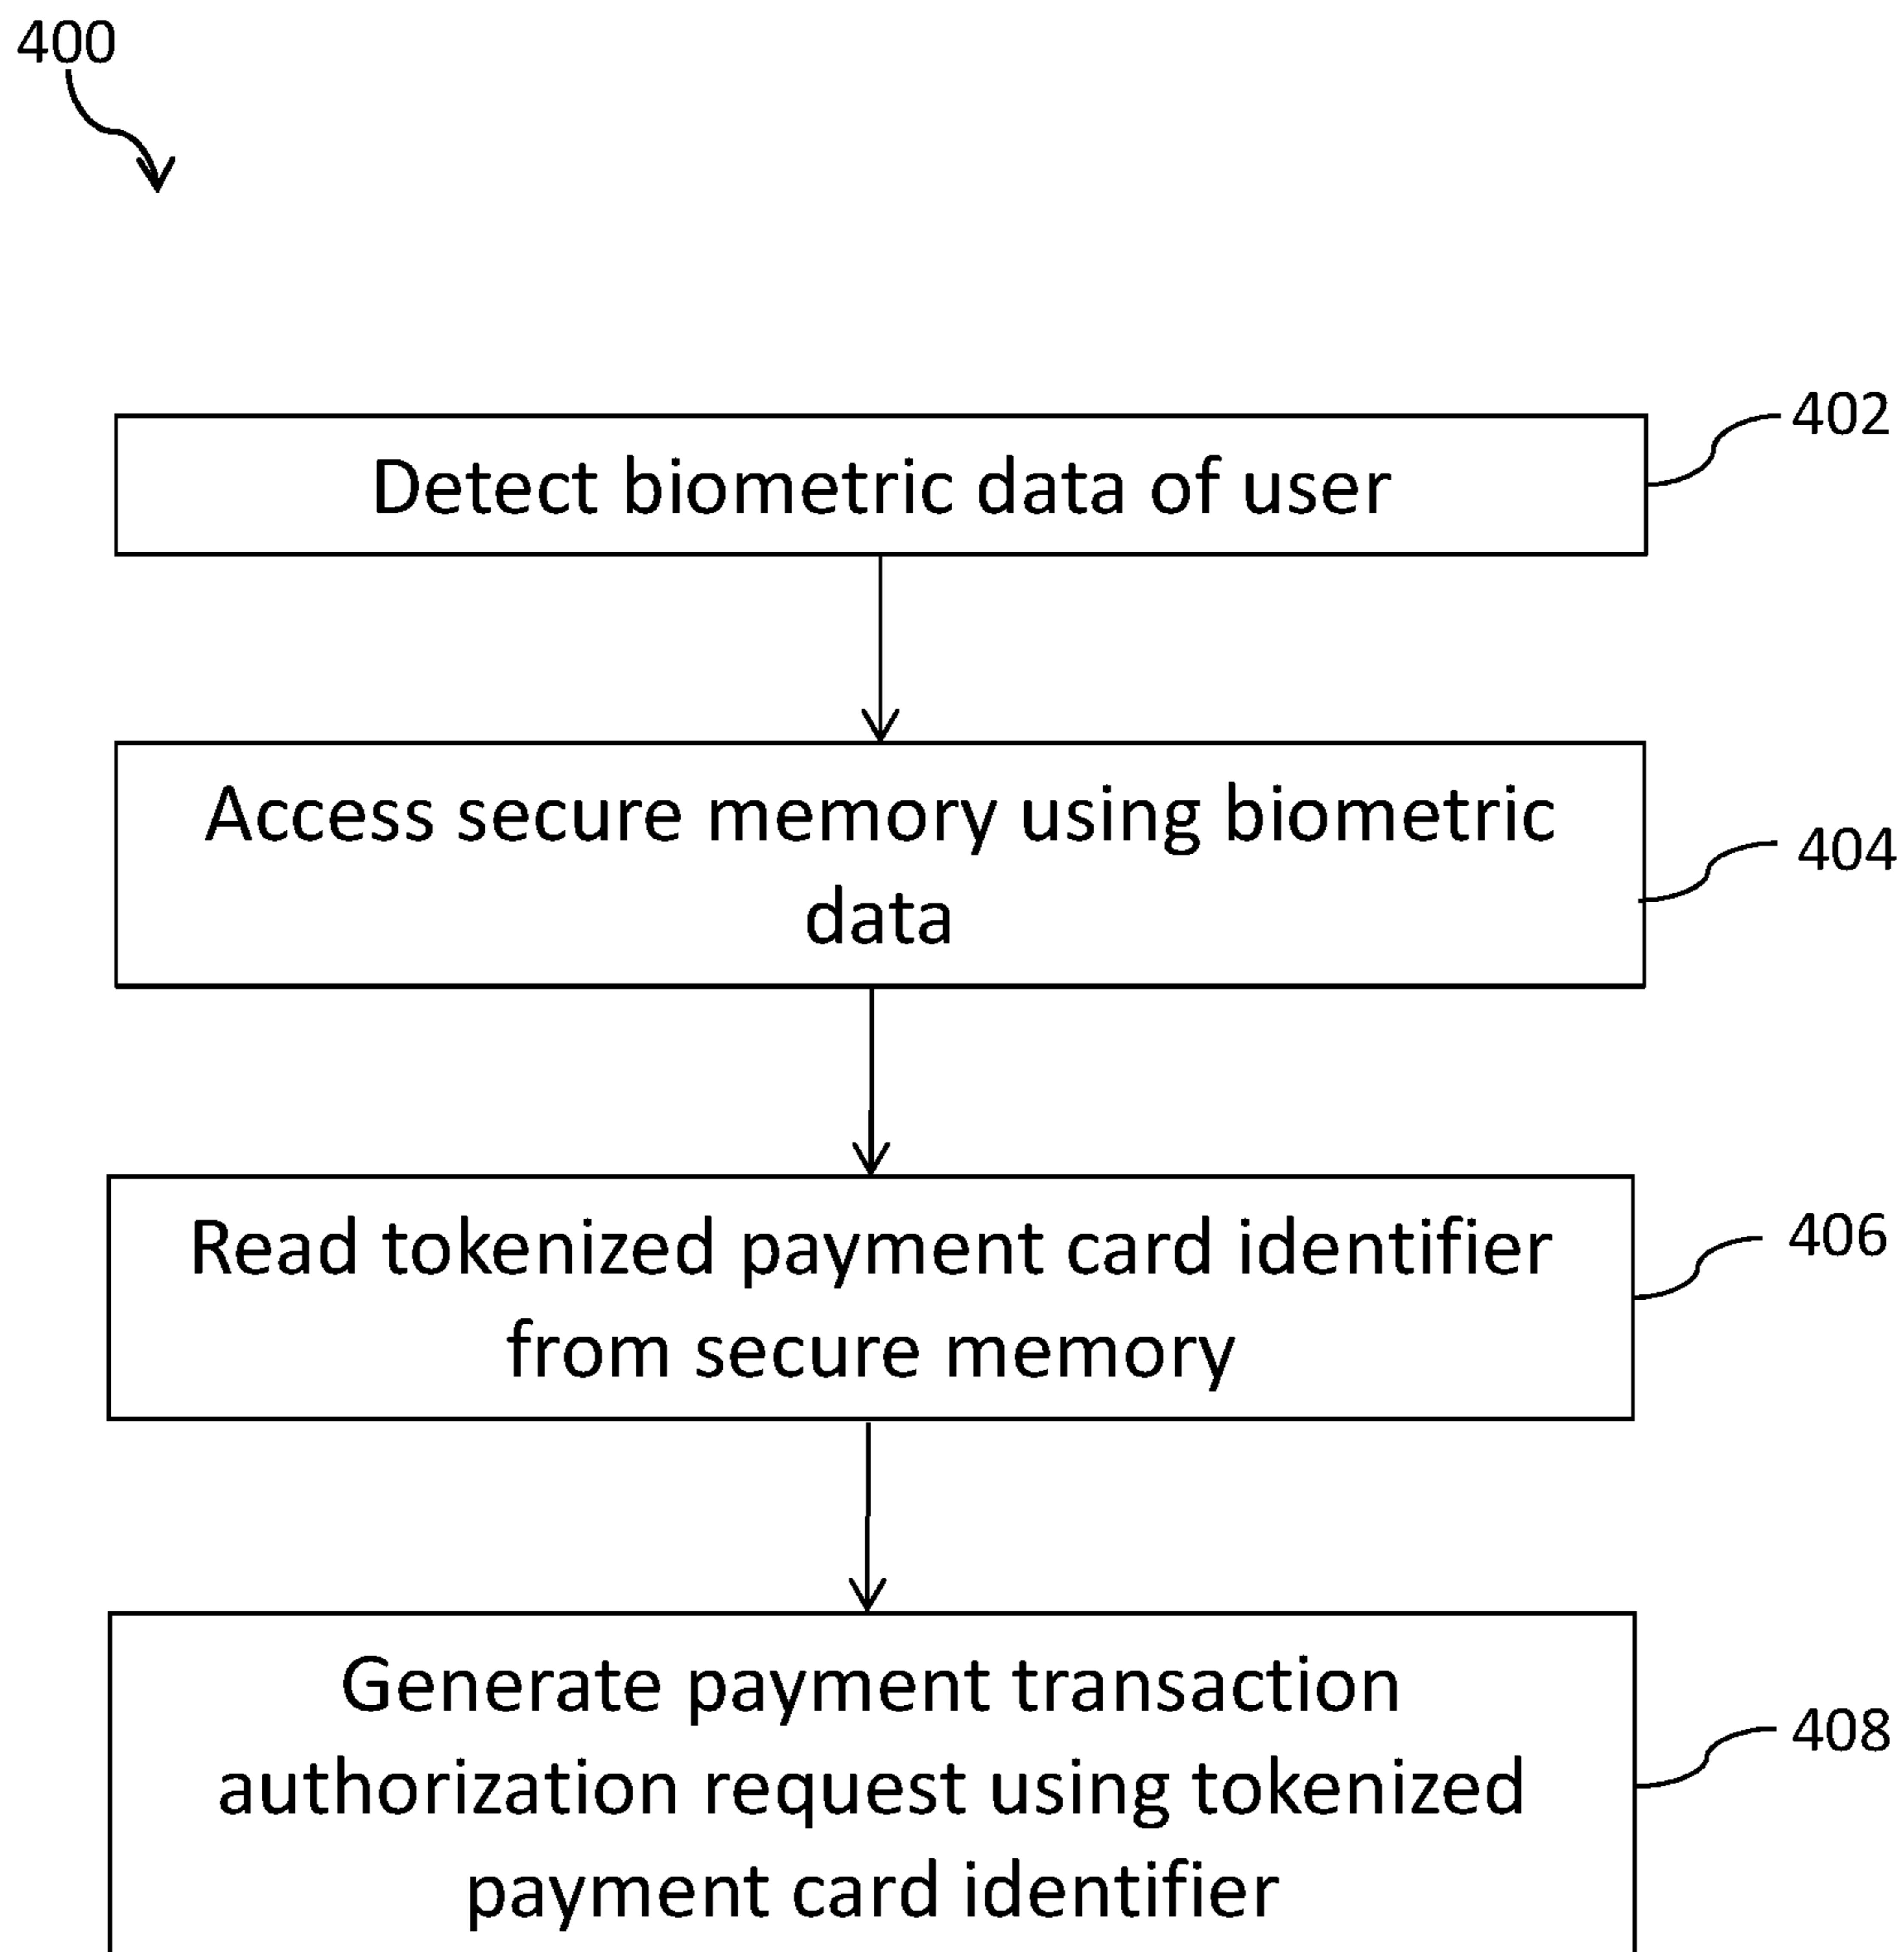 400
Detect biometric data of user
402
Access secure memory using biometric
data
404
Read tokenized payment card identifier
from secure memory
406
Generate payment transaction
authorization request using tokenized
payment card identifier
408